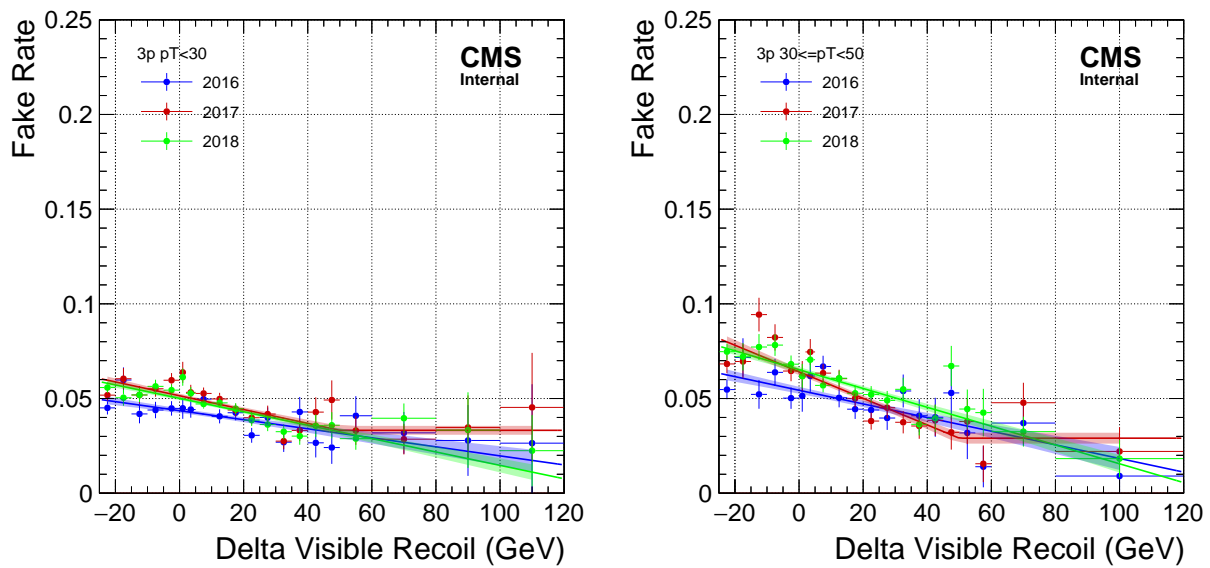 Fake Rate
0.25
0.2
0.15
0.1
0.05
0
3p pT<30
2016
2017
2018
CMS
Internal
−20 0 20 40 60 80 100 120
Delta Visible Recoil (GeV)
Fake Rate
0.25
0.2
0.15
0.1
0.05
0
3p 30<=pT<50
2016
2017
2018
CMS
Internal
−20 0 20 40 60 80 100 120
Delta Visible Recoil (GeV)